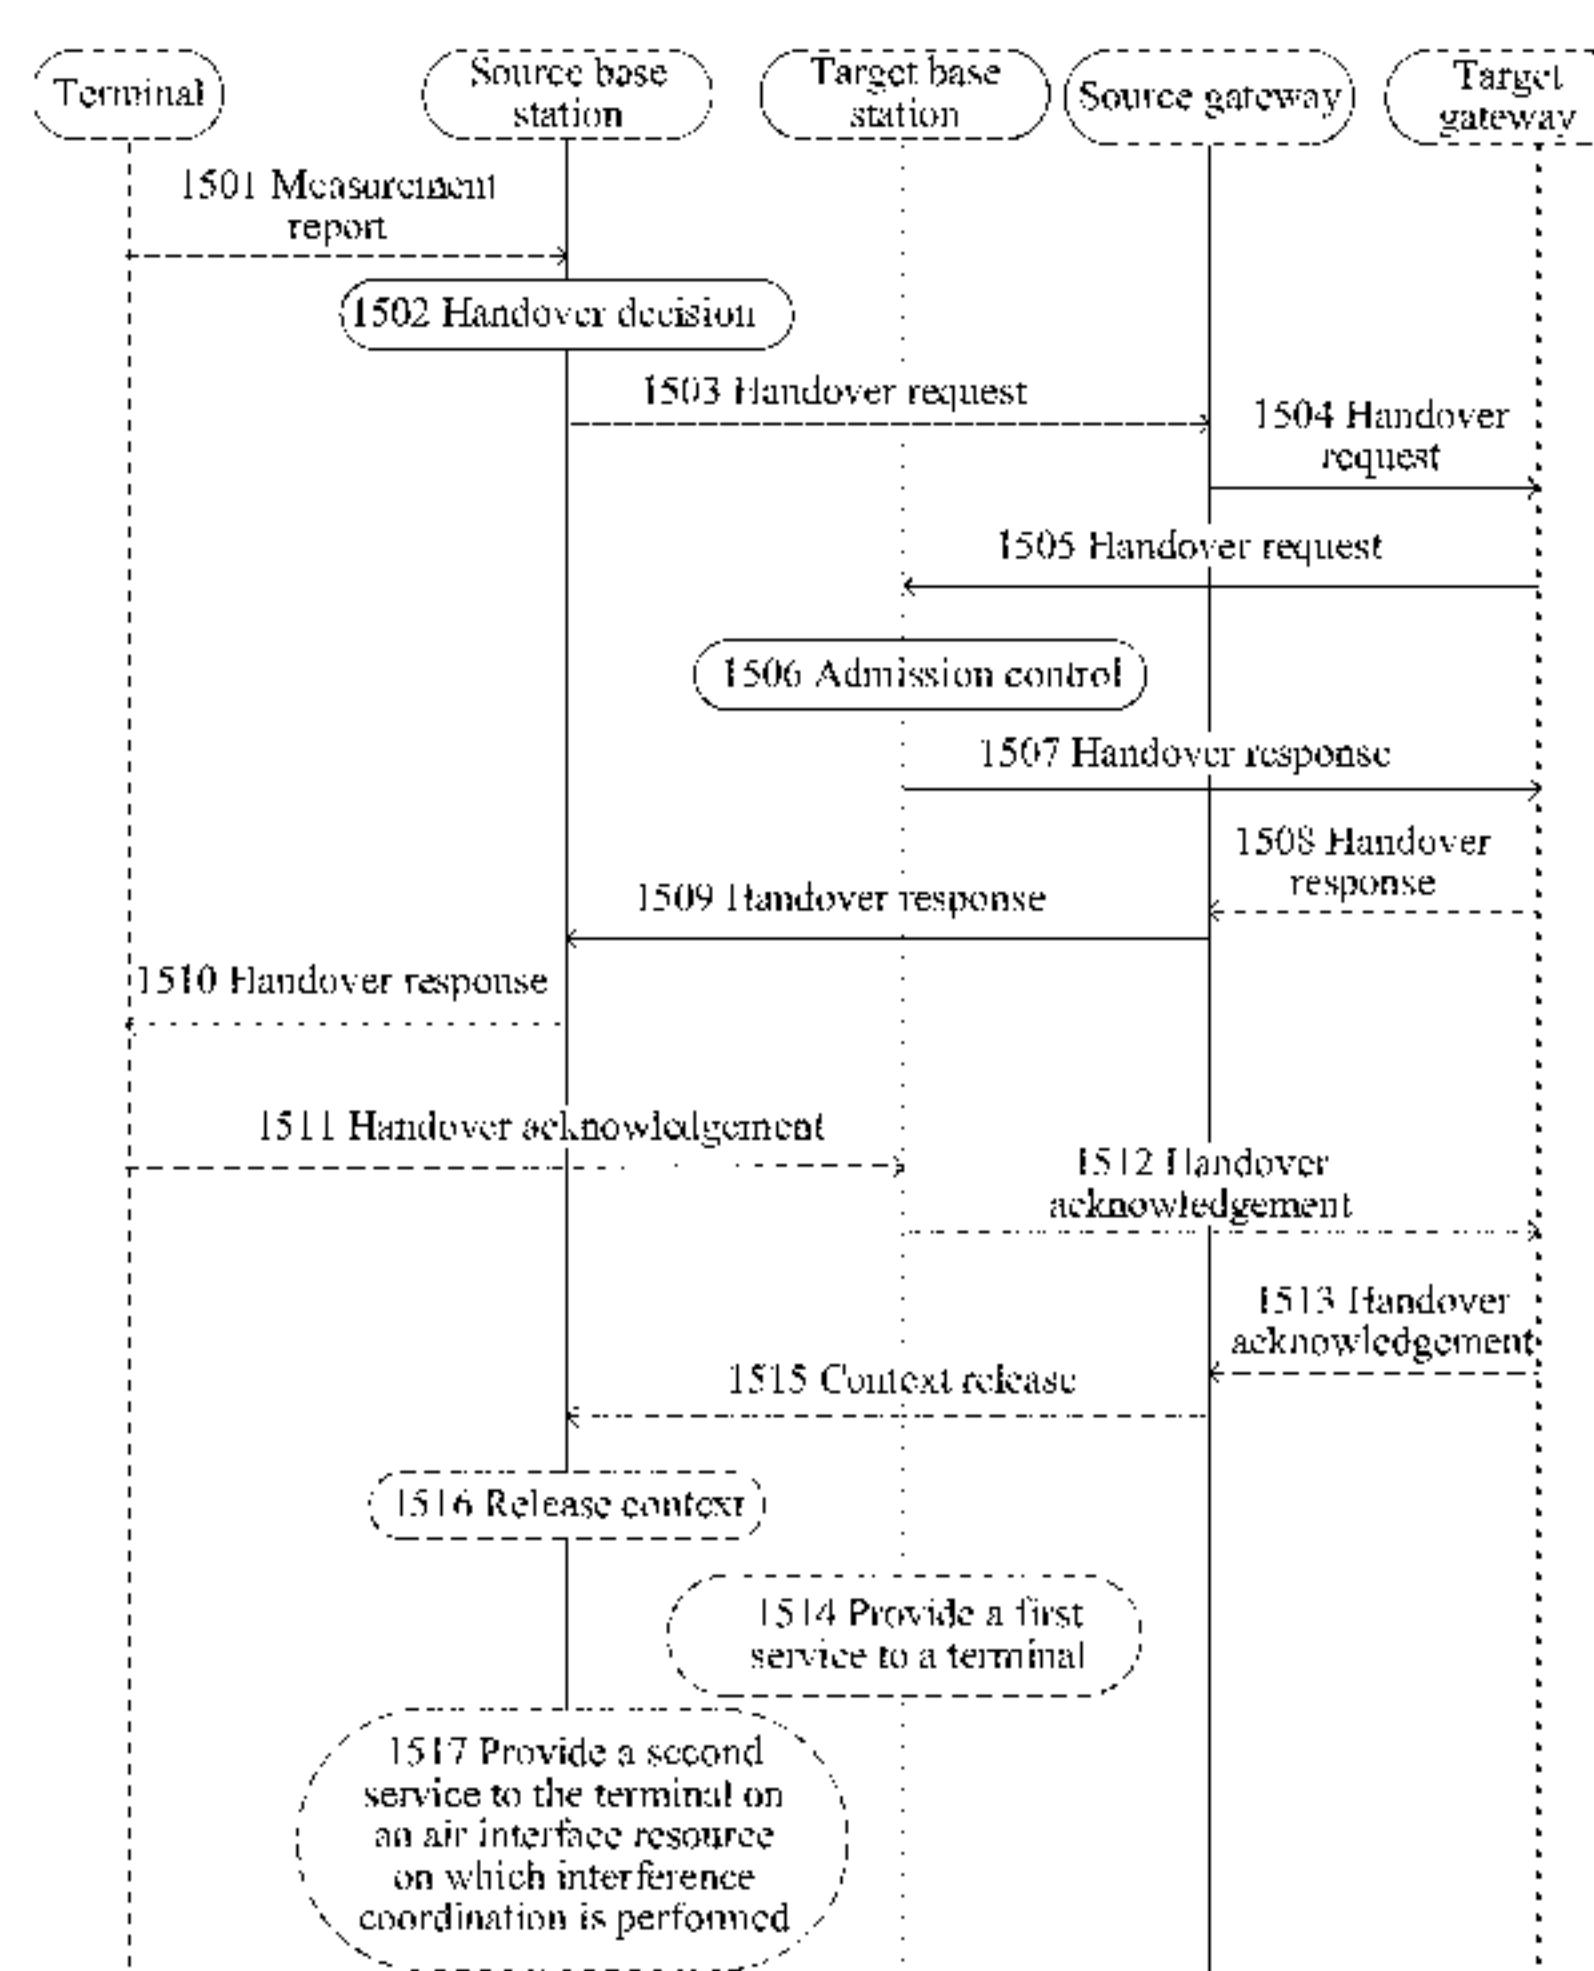 Terminal
Source base
station
Target base
station
Source gateway
Target
gateway
1501 Measurement
report
1502 Handover decision
1503 Handover request
1504 Handover
request
1505 Handover request
1506 Admission control
1507 Handover response
1508 Handover
response
1509 Handover response
1510 Handover response
1511 Handover acknowledgement
1512 Handover
acknowledgement
1513 Handover
acknowledgement
1515 Context release
1516 Release context
1514 Provide a first
service to a terminal
1517 Provide a second
service to the terminal on
an air interface resource
on which interference
coordination is performed